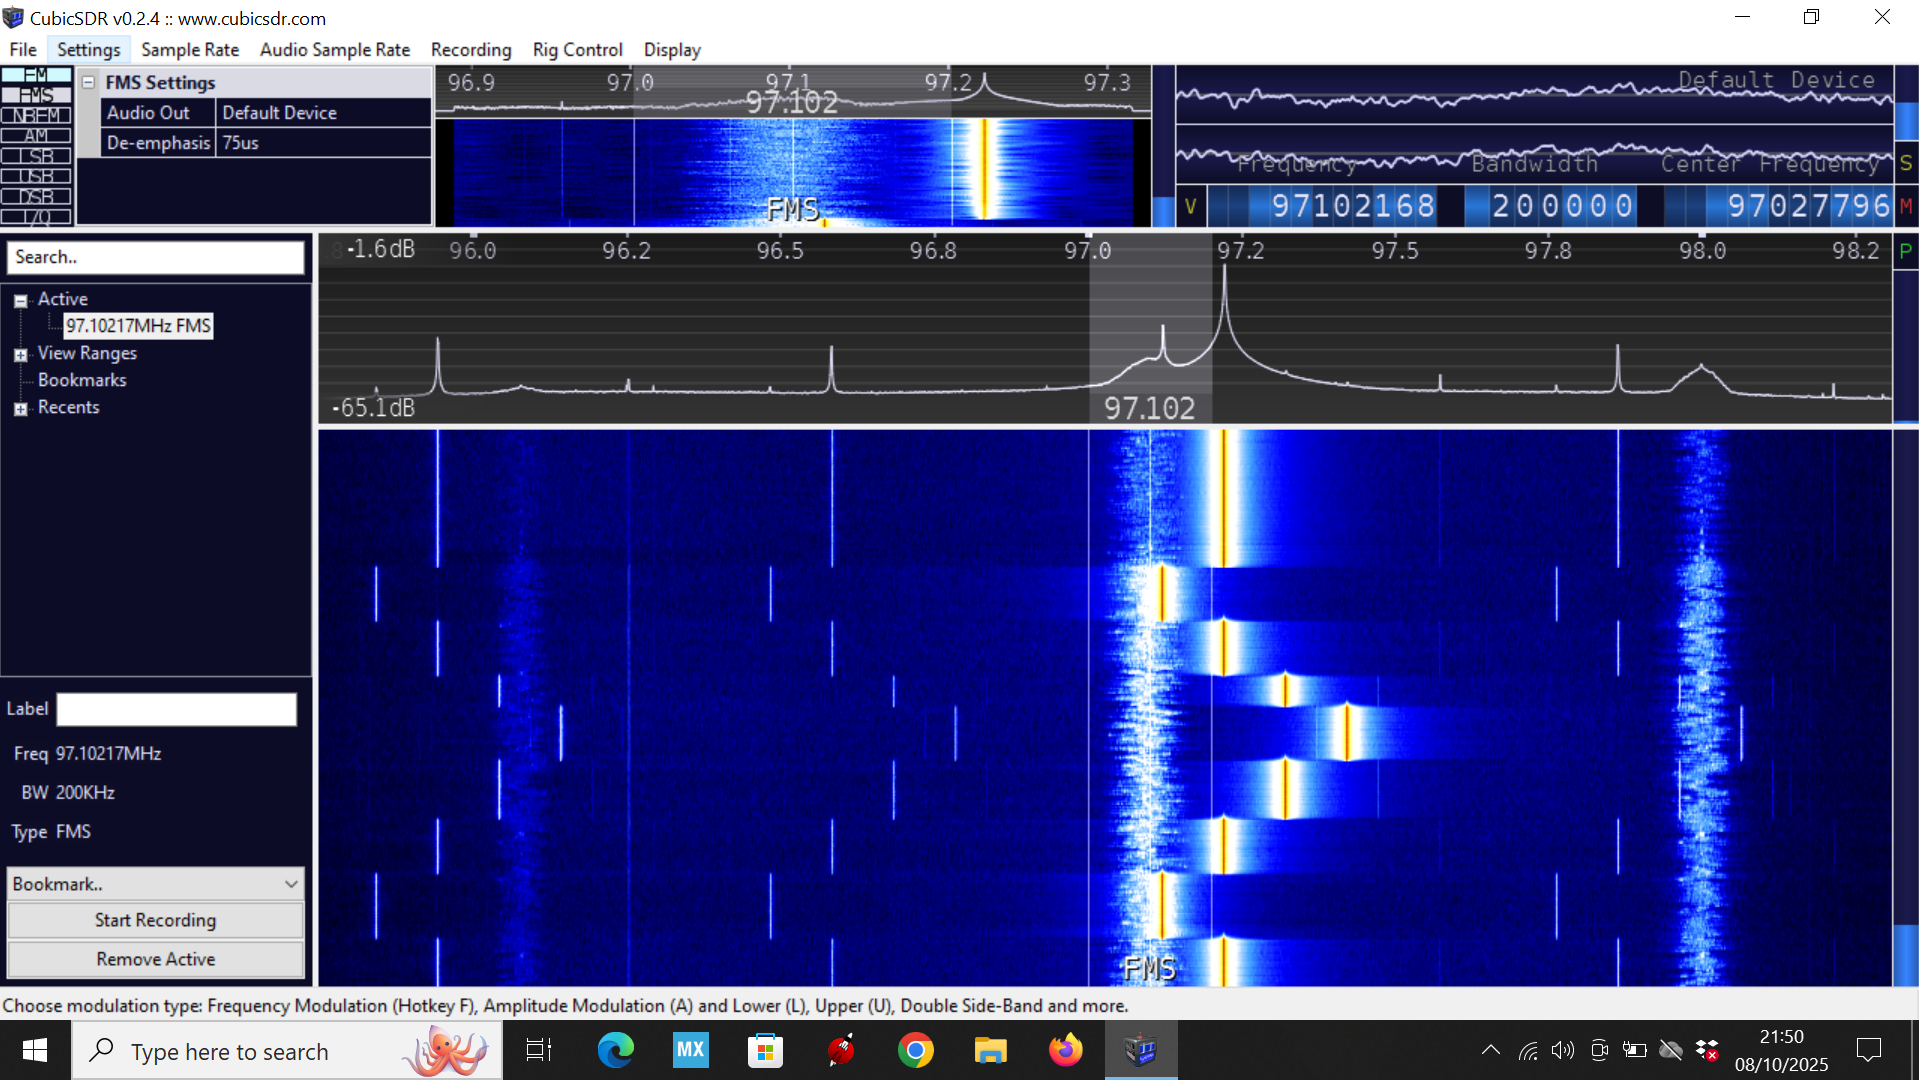 CubicSDR v0.2.4 :: www.cubicsdr.com
File Settings Sample Rate Audio Sample Rate Recording Rig Control Display
FM
FMS
NBFM
AM
LSB
USB
DSB
I/Q
FMS Settings
Audio Out Default Device
De-emphasis 75us
96.9 97.0 97.1 97.2 97.3
97.102
FMS
Default Device
Frequency Bandwidth Center Frequency
V 97102168 200000 97027796
S
M
P
Search..
Active
97.10217MHz FMS
View Ranges
Bookmarks
Recents
-1.6dB 96.0 96.2 96.5 96.8 97.0 97.2 97.5 97.8 98.0 98.2
-65.1dB
97.102
FMS
Label
Freq 97.10217MHz
BW 200KHz
Type FMS
Bookmark..
Start Recording
Remove Active
Choose modulation type: Frequency Modulation (Hotkey F), Amplitude Modulation (A) and Lower (L), Upper (U), Double Side-Band and more.
Type here to search
MX
21:50
08/10/2025